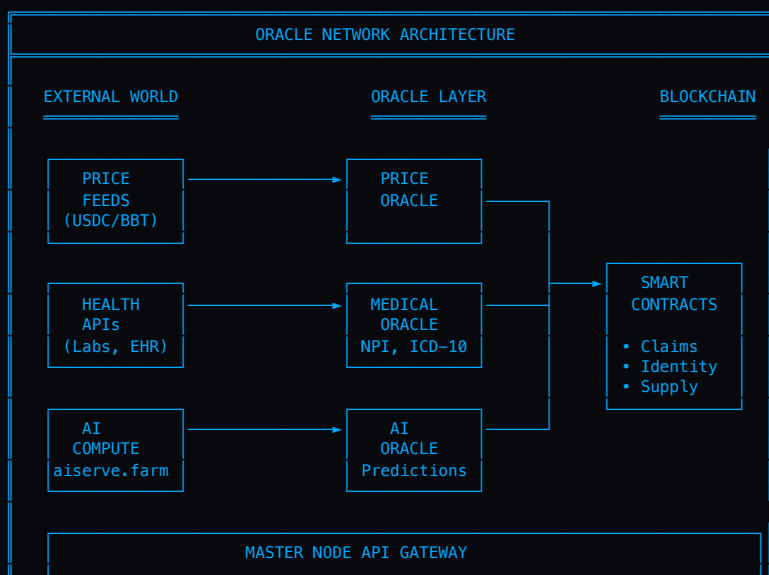 ORACLE NETWORK ARCHITECTURE
EXTERNAL WORLD ORACLE LAYER BLOCKCHAIN
PRICE PRICE
FEEDS ORACLE
(USDC/BBT)
SMART
HEALTH MEDICAL CONTRACTS
APIs ORACLE
(Labs, EHR) NPI, ICD-10 • Claims
• Identity
• Supply
AI AI
COMPUTE ORACLE
aiserve.farm Predictions
MASTER NODE API GATEWAY